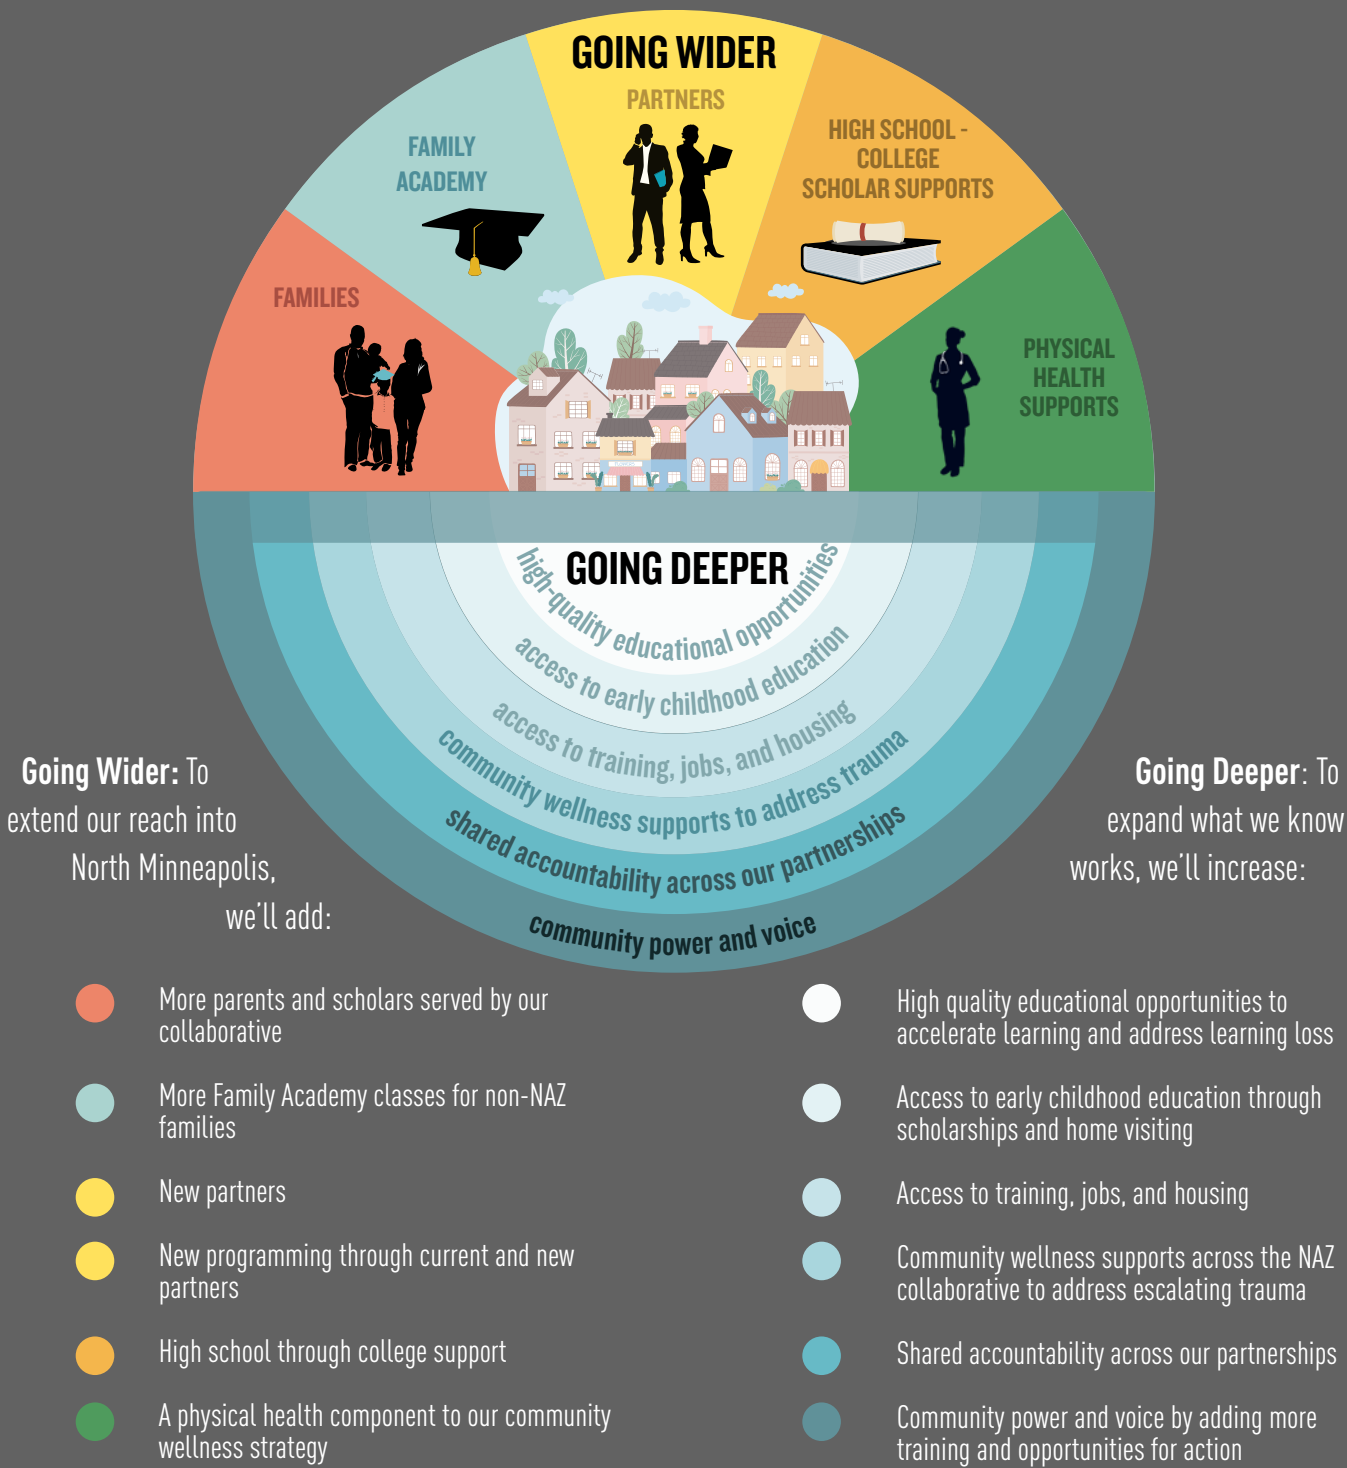 GOING WIDER
PARTNERS
FAMILY
ACADEMY
HIGH SCHOOL -
COLLEGE
SCHOLAR SUPPORTS
FAMILIES
PHYSICAL
HEALTH
SUPPORTS
GOING DEEPER
high-quality educational opportunities
access to early childhood education
access to training, jobs, and housing
community wellness supports to address trauma
shared accountability across our partnerships
community power and voice
Going Wider: To
extend our reach into
North Minneapolis,
we'll add:
More parents and scholars served by our
collaborative
More Family Academy classes for non-NAZ
families
New partners
New programming through current and new
partners
High school through college support
A physical health component to our community
wellness strategy
Going Deeper: To
expand what we know
works, we'll increase:
High quality educational opportunities to
accelerate learning and address learning loss
Access to early childhood education through
scholarships and home visiting
Access to training, jobs, and housing
Community wellness supports across the NAZ
collaborative to address escalating trauma
Shared accountability across our partnerships
Community power and voice by adding more
training and opportunities for action